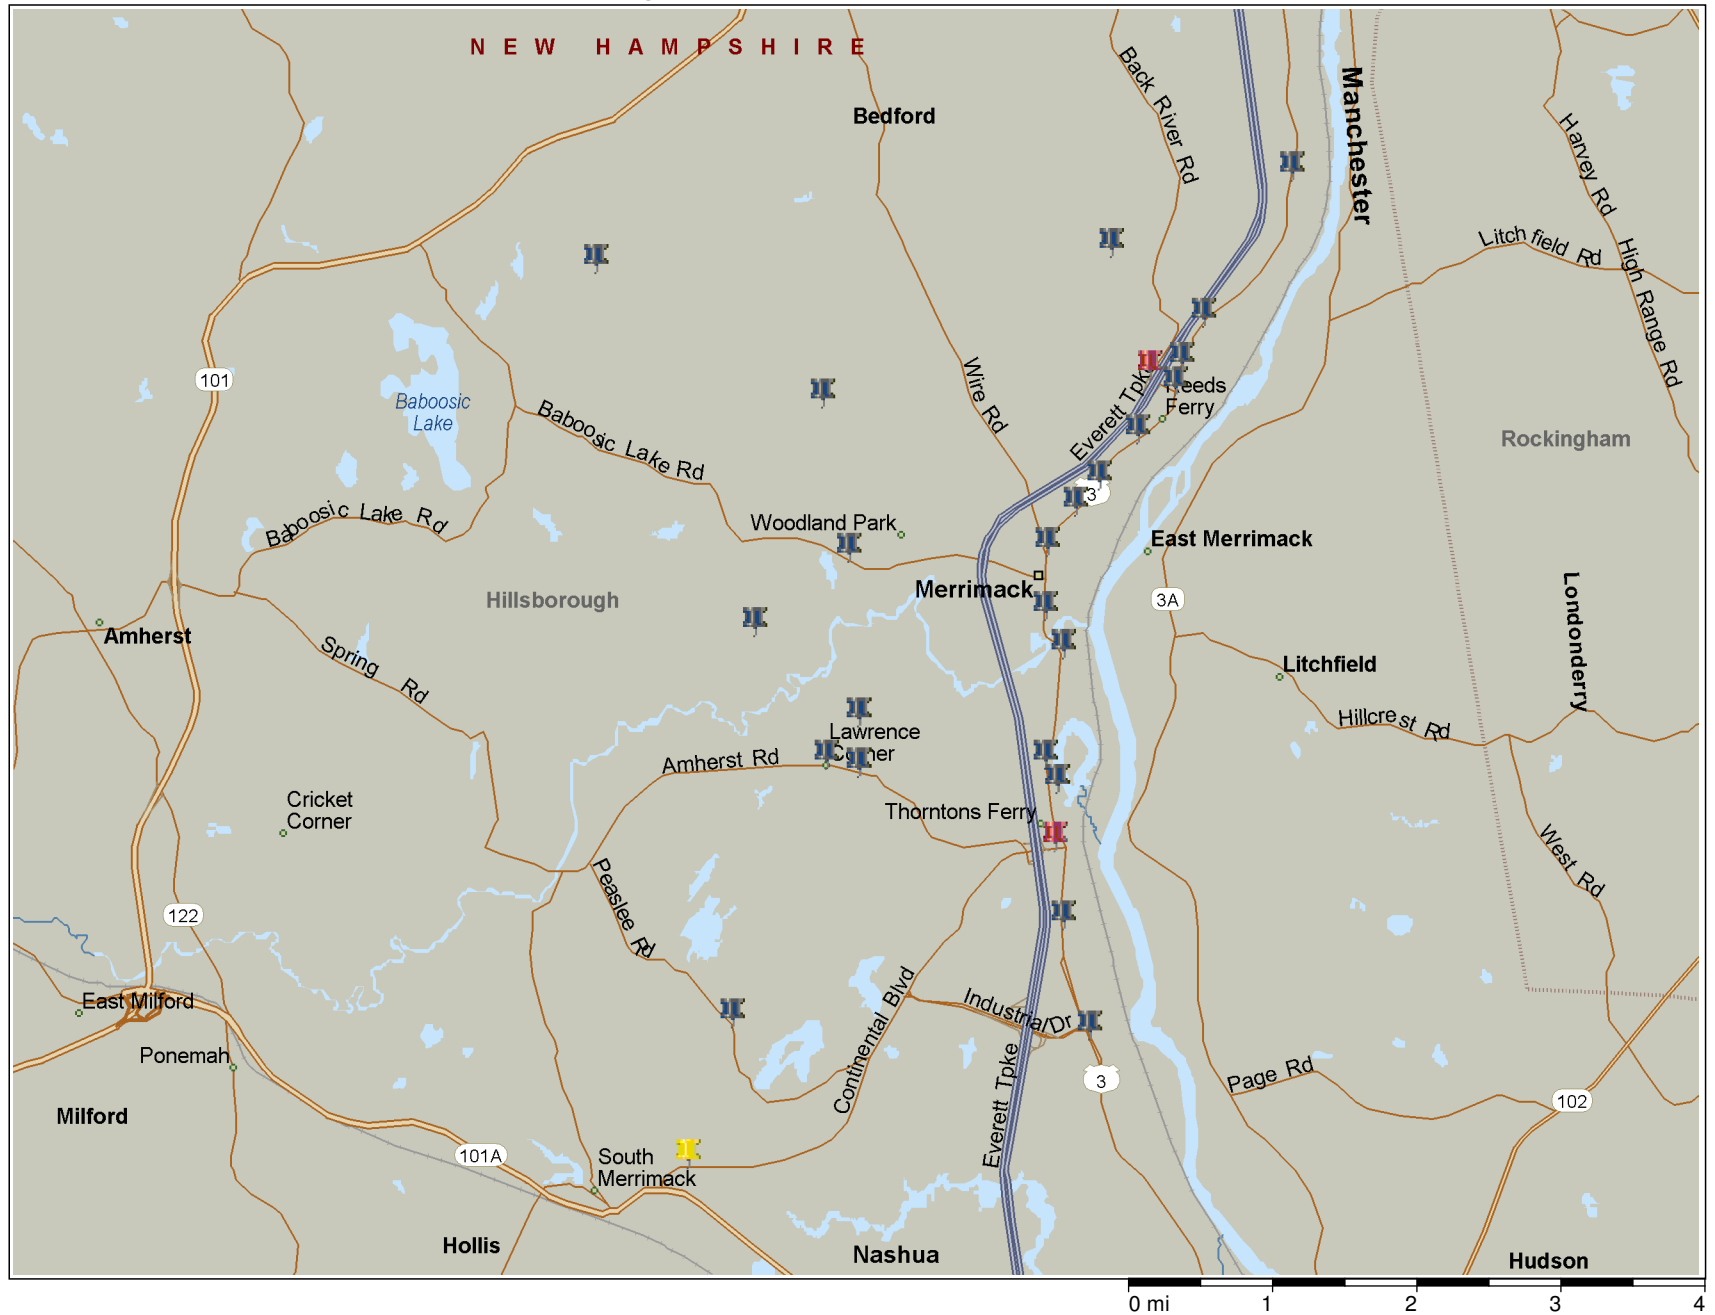 NEW HAMPSHIRE
Bedford
Back River Rd
Manchester
Harvey Rd
Litchfield Rd
High Range Rd
101
Baboosic
Lake
Wire Rd
Everett Tpke
Reeds
Ferry
Baboosic Lake Rd
Rockingham
3
Baboosic Lake Rd
Woodland Park
East Merrimack
Merrimack
Hillsborough
3A
Londonderry
Amherst
Spring Rd
Litchfield
Hillcrest Rd
Lawrence
Corner
Amherst Rd
Cricket
Corner
Thorntons Ferry
West Rd
Peaslee Rd
122
East Milford
Continental Blvd
Industrial Dr
Ponemah
Everett Tpke
3
Page Rd
102
Milford
101A
South
Merrimack
Hollis
Nashua
Hudson
0 mi 1 2 3 4